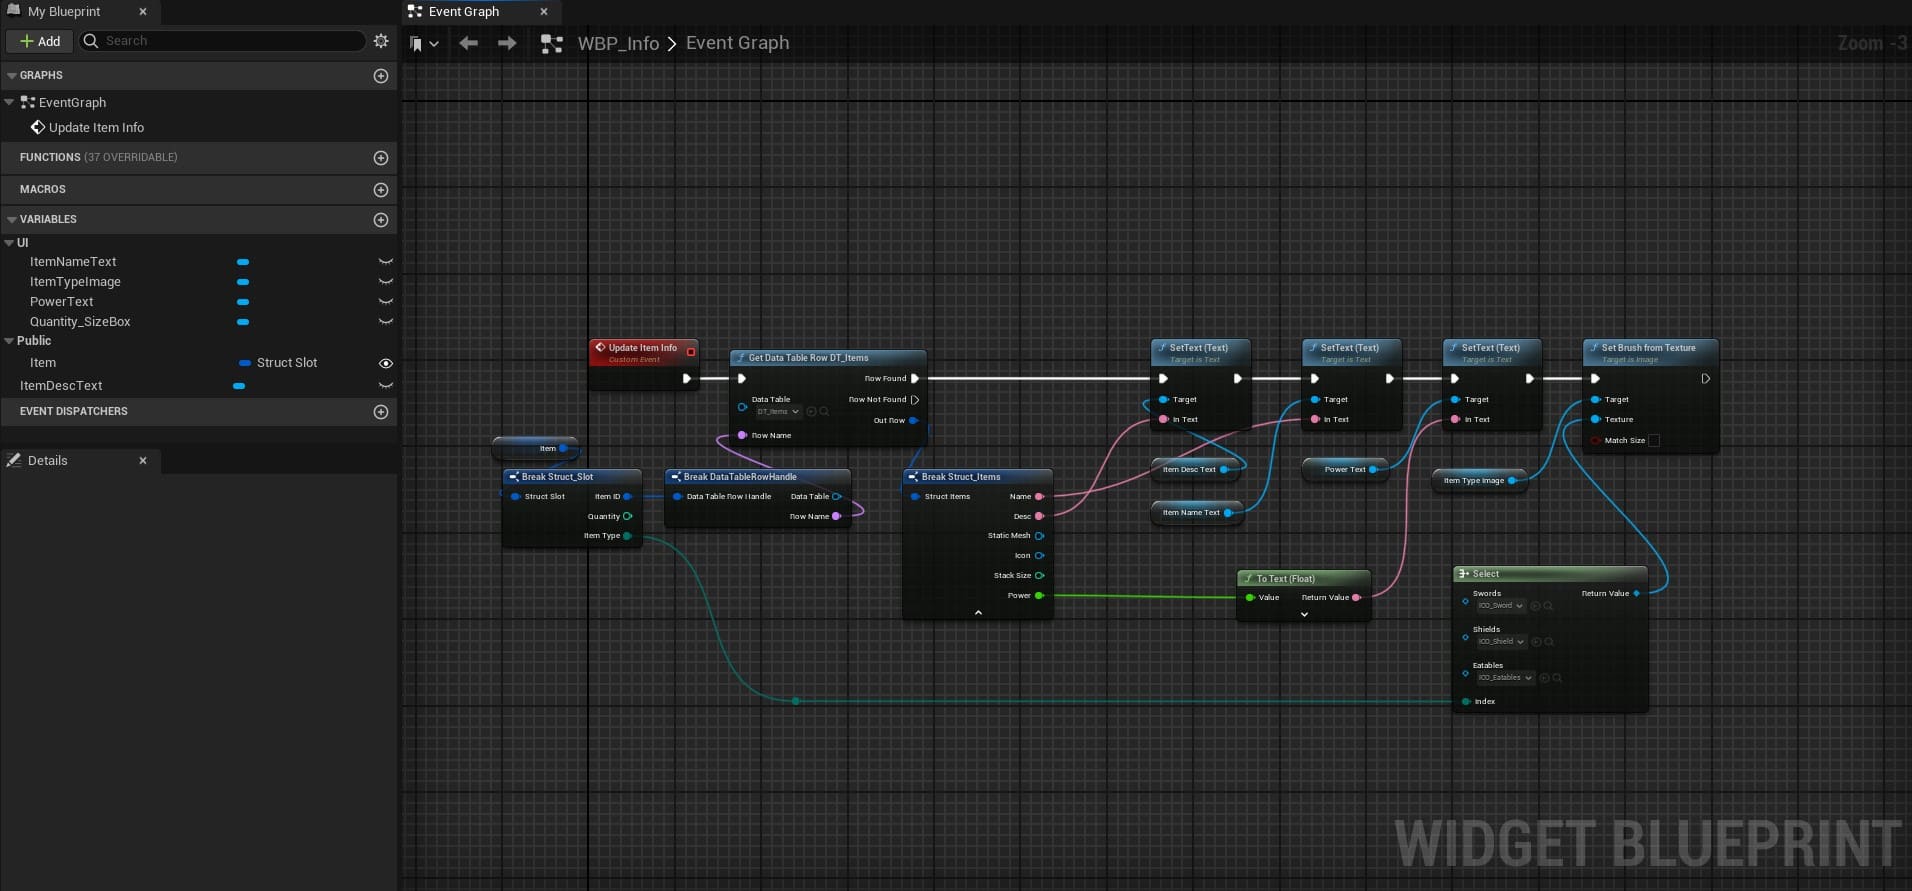 My Blueprint
Event Graph
Add
Search
WBP_Info > Event Graph
Zoom -3
GRAPHS
EventGraph
Update Item Info
FUNCTIONS (37 OVERRIDABLE)
MACROS
VARIABLES
UI
ItemNameText
ItemTypeImage
PowerText
Quantity_SizeBox
Public
Item
Struct Slot
ItemDescText
EVENT DISPATCHERS
Details
Update Item Info
Custom Event
Get Data Table Row DT_Items
Row Found
Data Table
DT_Items
Row Not Found
Out Row
Row Name
SetText (Text)
Target is Text
Target
In Text
SetText (Text)
Target is Text
Target
In Text
SetText (Text)
Target is Text
Target
In Text
Set Brush from Texture
Target is Image
Target
Texture
Match Size
Item
Break Struct_Slot
Struct Slot
Item ID
Quantity
Item Type
Break DataTableRowHandle
Data Table Row Handle
Data Table
Row Name
Break Struct_Items
Struct Items
Name
Desc
Static Mesh
Icon
Stack Size
Power
Item Desc Text
Item Name Text
Power Text
Item Type Image
To Text (Float)
Value
Return Value
Select
Swords
ICO_Sword
Return Value
Shields
ICO_Shield
Eatables
ICO_Eatables
Index
WIDGET BLUEPRINT